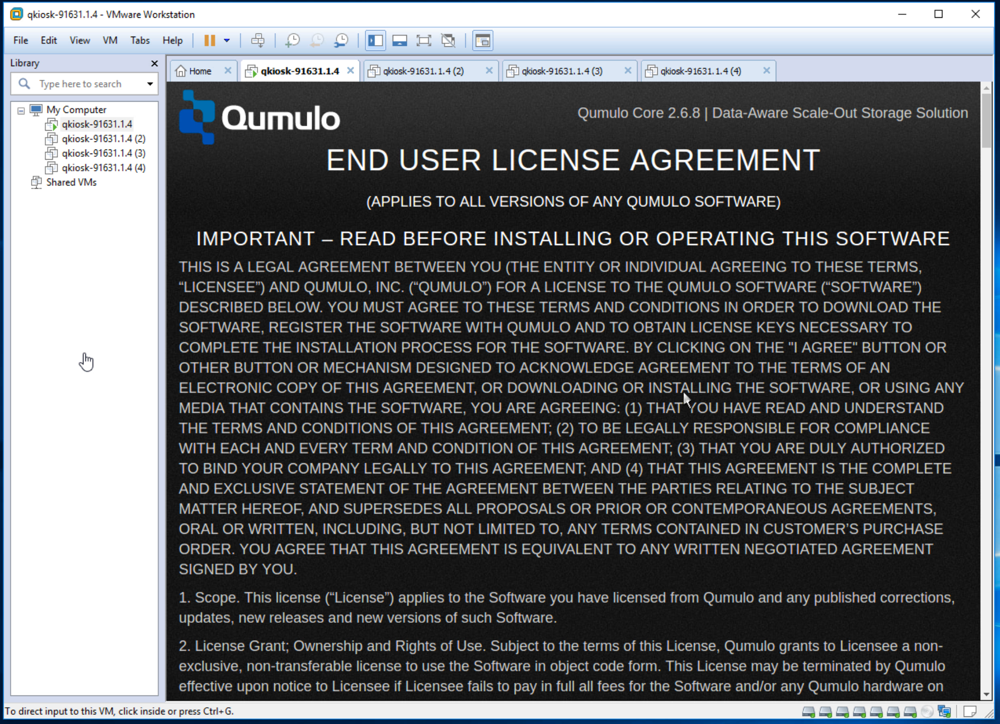 qkiosk-91631.1.4 - VMware Workstation
File Edit View VM Tabs Help
Library
Type here to search
My Computer
qkiosk-91631.1.4
qkiosk-91631.1.4 (2)
qkiosk-91631.1.4 (3)
qkiosk-91631.1.4 (4)
Shared VMs
Home qkiosk-91631.1.4 qkiosk-91631.1.4 (2) qkiosk-91631.1.4 (3) qkiosk-91631.1.4 (4)
Qumulo
Qumulo Core 2.6.8 | Data-Aware Scale-Out Storage Solution
END USER LICENSE AGREEMENT
(APPLIES TO ALL VERSIONS OF ANY QUMULO SOFTWARE)
IMPORTANT – READ BEFORE INSTALLING OR OPERATING THIS SOFTWARE
THIS IS A LEGAL AGREEMENT BETWEEN YOU (THE ENTITY OR INDIVIDUAL AGREEING TO THESE TERMS,
“LICENSEE”) AND QUMULO, INC. (“QUMULO”) FOR A LICENSE TO THE QUMULO SOFTWARE (“SOFTWARE”)
DESCRIBED BELOW. YOU MUST AGREE TO THESE TERMS AND CONDITIONS IN ORDER TO DOWNLOAD THE
SOFTWARE, REGISTER THE SOFTWARE WITH QUMULO AND TO OBTAIN LICENSE KEYS NECESSARY TO
COMPLETE THE INSTALLATION PROCESS FOR THE SOFTWARE. BY CLICKING ON THE "I AGREE" BUTTON OR
OTHER BUTTON OR MECHANISM DESIGNED TO ACKNOWLEDGE AGREEMENT TO THE TERMS OF AN
ELECTRONIC COPY OF THIS AGREEMENT, OR DOWNLOADING OR INSTALLING THE SOFTWARE, OR USING ANY
MEDIA THAT CONTAINS THE SOFTWARE, YOU ARE AGREEING: (1) THAT YOU HAVE READ AND UNDERSTAND
THE TERMS AND CONDITIONS OF THIS AGREEMENT; (2) TO BE LEGALLY RESPONSIBLE FOR COMPLIANCE
WITH EACH AND EVERY TERM AND CONDITION OF THIS AGREEMENT; (3) THAT YOU ARE DULY AUTHORIZED
TO BIND YOUR COMPANY LEGALLY TO THIS AGREEMENT; AND (4) THAT THIS AGREEMENT IS THE COMPLETE
AND EXCLUSIVE STATEMENT OF THE AGREEMENT BETWEEN THE PARTIES RELATING TO THE SUBJECT
MATTER HEREOF, AND SUPERSEDES ALL PROPOSALS OR PRIOR OR CONTEMPORANEOUS AGREEMENTS,
ORAL OR WRITTEN, INCLUDING, BUT NOT LIMITED TO, ANY TERMS CONTAINED IN CUSTOMER’S PURCHASE
ORDER. YOU AGREE THAT THIS AGREEMENT IS EQUIVALENT TO ANY WRITTEN NEGOTIATED AGREEMENT
SIGNED BY YOU.
1. Scope. This license (“License”) applies to the Software you have licensed from Qumulo and any published corrections,
updates, new releases and new versions of such Software.
2. License Grant; Ownership and Rights of Use. Subject to the terms of this License, Qumulo grants to Licensee a non-
exclusive, non-transferable license to use the Software in object code form. This License may be terminated by Qumulo
effective upon notice to Licensee if Licensee fails to pay in full all fees for the Software and/or any Qumulo hardware on
To direct input to this VM, click inside or press Ctrl+G.